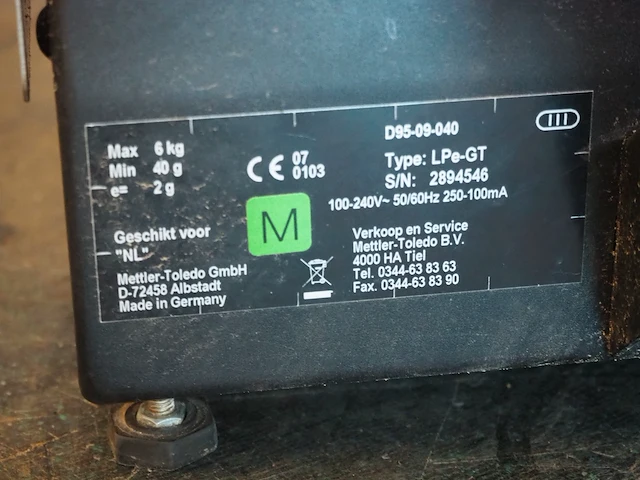 Max 6 kg
Min 40 g
e= 2 g
CE 07
0103
D95-09-040
III
Type: LPe-GT
S/N: 2894546
100-240V~ 50/60Hz 250-100mA
M
Geschikt voor
"NL"
Mettler-Toledo GmbH
D-72458 Albstadt
Made in Germany
Verkoop en Service
Mettler-Toledo B.V.
4000 HA Tiel
Tel. 0344-63 83 63
Fax. 0344-63 83 90